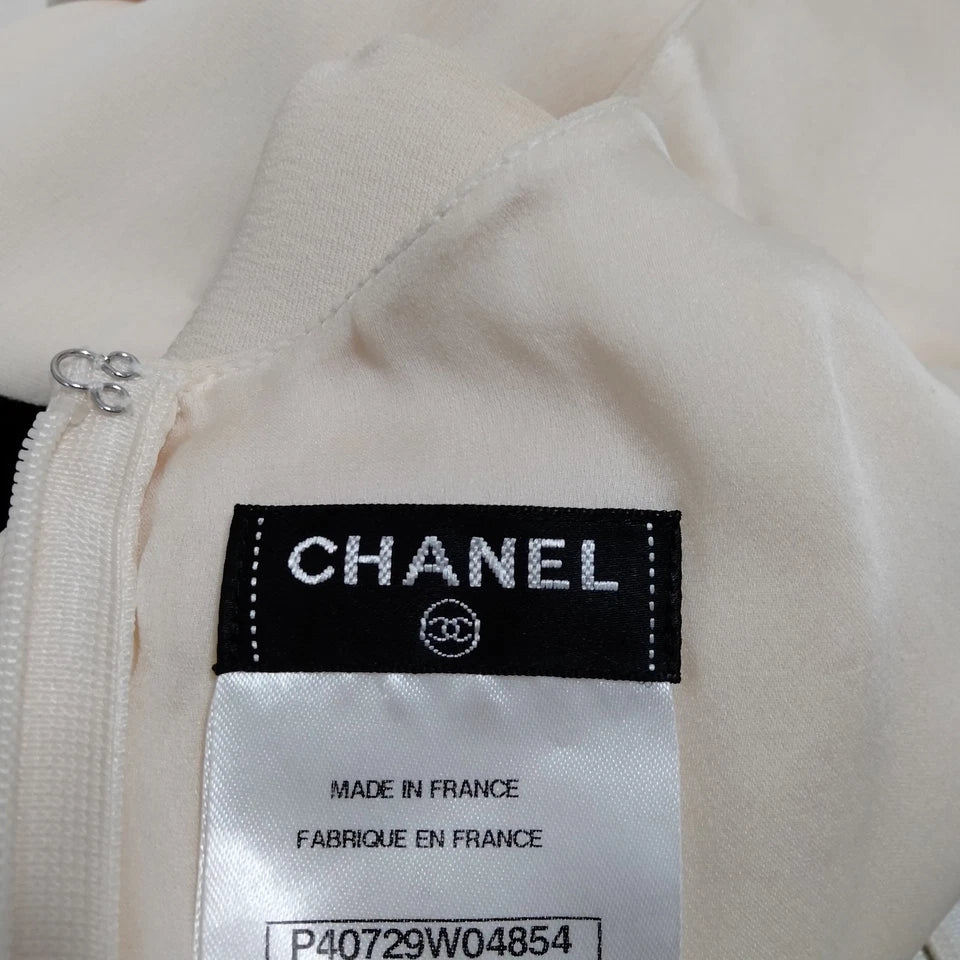 CHANEL
MADE IN FRANCE
FABRIQUE EN FRANCE
P40729W04854